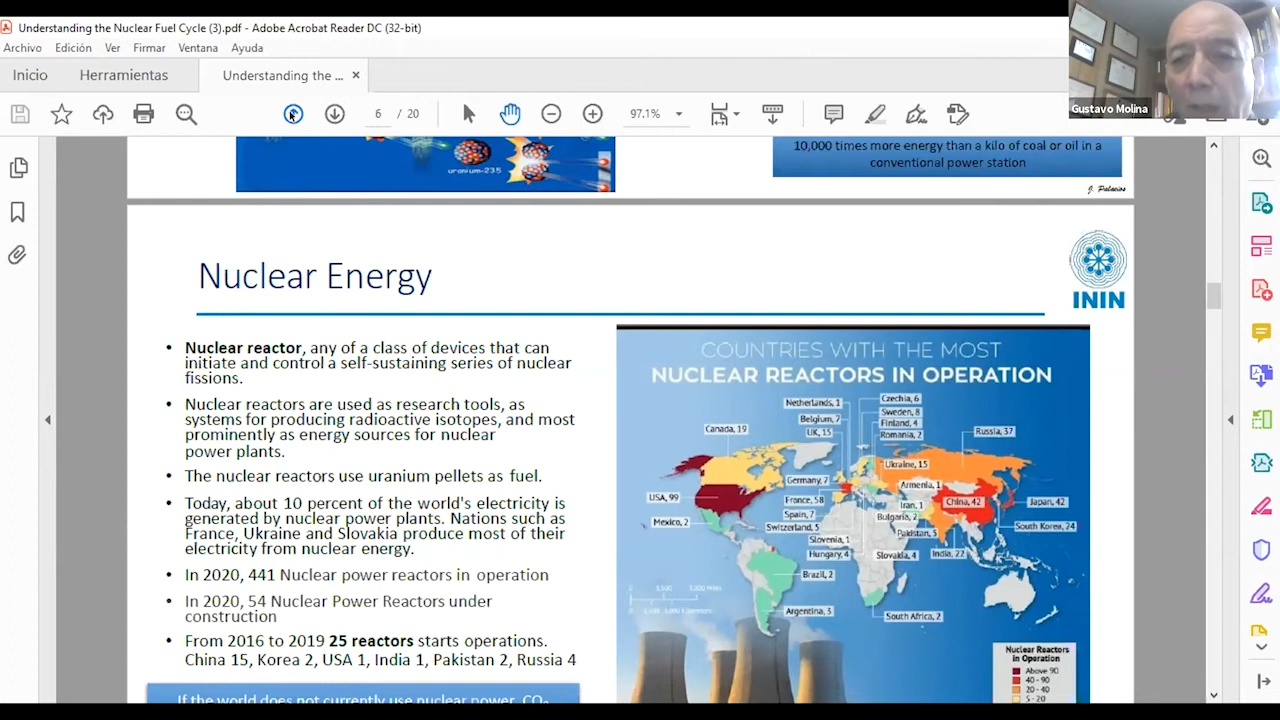 Understanding the Nuclear Fuel Cycle (3).pdf - Adobe Acrobat Reader DC (32-bit)
Archivo Edición Ver Firmar Ventana Ayuda
Inicio Herramientas Understanding the ... ×
6 / 20 97.1%
Gustavo Molina
uranium-235
10,000 times more energy than a kilo of coal or oil in a
conventional power station
J. Palacios
Nuclear Energy
ININ
• Nuclear reactor, any of a class of devices that can
initiate and control a self-sustaining series of nuclear
fissions.
• Nuclear reactors are used as research tools, as
systems for producing radioactive isotopes, and most
prominently as energy sources for nuclear
power plants.
• The nuclear reactors use uranium pellets as fuel.
• Today, about 10 percent of the world's electricity is
generated by nuclear power plants. Nations such as
France, Ukraine and Slovakia produce most of their
electricity from nuclear energy.
• In 2020, 441 Nuclear power reactors in operation
• In 2020, 54 Nuclear Power Reactors under
construction
• From 2016 to 2019 25 reactors starts operations.
China 15, Korea 2, USA 1, India 1, Pakistan 2, Russia 4
If the world does not currently use nuclear power, CO₂
COUNTRIES WITH THE MOST
NUCLEAR REACTORS IN OPERATION
Netherlands, 1
Czechia, 6
Belgium, 7
Sweden, 8
UK, 15
Finland, 4
Canada, 19
Romania, 2
Russia, 37
Ukraine, 15
Germany, 7
Armenia, 1
USA, 99
France, 58
Iran, 1
China, 42
Japan, 42
Spain, 7
Bulgaria, 2
Mexico, 2
Switzerland, 5
Pakistan, 5
South Korea, 24
Slovenia, 1
Hungary, 4
Slovakia, 4
India, 22
Brazil, 2
Argentina, 3
South Africa, 2
Nuclear Reactors
in Operation
Above 90
40 - 90
20 - 40
5 - 20